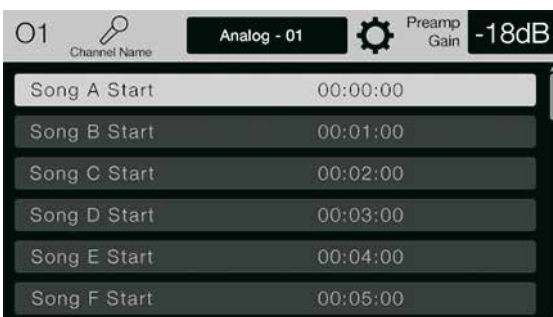 01 Channel Name Analog - 01 Preamp Gain -18dB
Song A Start 00:00:00
Song B Start 00:01:00
Song C Start 00:02:00
Song D Start 00:03:00
Song E Start 00:04:00
Song F Start 00:05:00